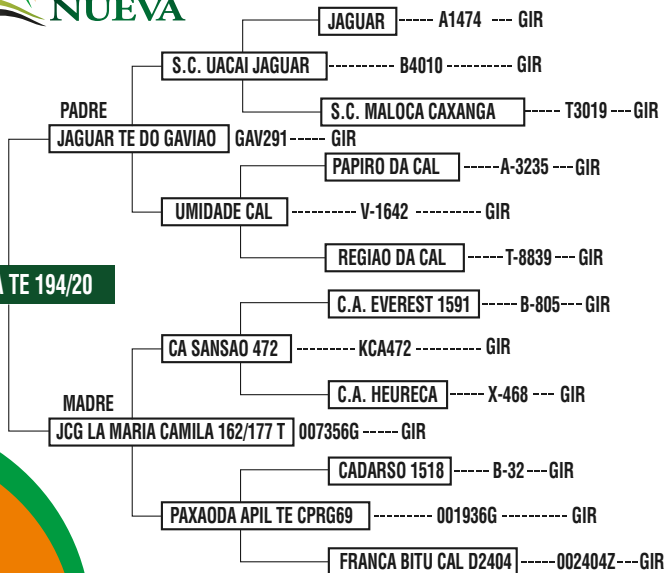 NUEVA
JAGUAR ----- A1474 --- GIR
S.C. UACAI JAGUAR ---------- B4010 ---------- GIR
PADRE
S.C. MALOCA CAXANGA ----- T3019 --- GIR
JAGUAR TE DO GAVIAO GAV291 ----- GIR
PAPIRO DA CAL ----- A-3235 --- GIR
UMIDADE CAL ---------- V-1642 ---------- GIR
REGIAO DA CAL ----- T-8839 --- GIR
TE 194/20
C.A. EVEREST 1591 ----- B-805 --- GIR
CA SANSAO 472 --------- KCA472 ---------- GIR
C.A. HEURECA ----- X-468 --- GIR
MADRE
JCG LA MARIA CAMILA 162/177 T 007356G ----- GIR
CADARSO 1518 ----- B-32 --- GIR
PAXAODA APIL TE CPRG69 --------- 001936G ---------- GIR
FRANCA BITU CAL D2404 ----- 002404Z --- GIR